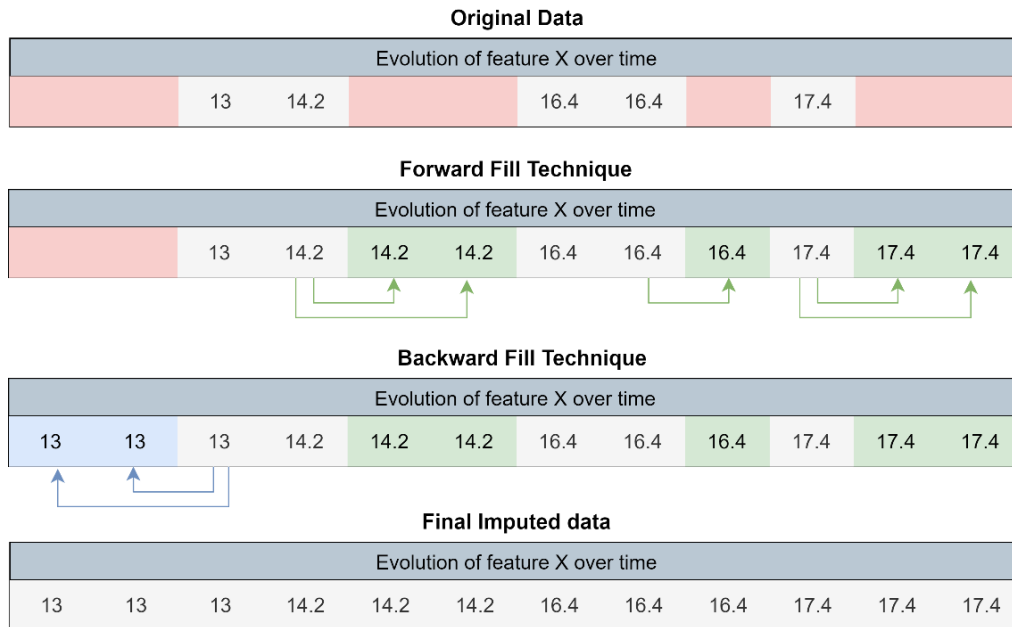 Original Data
Evolution of feature X over time
13 14.2 16.4 16.4 17.4
Forward Fill Technique
Evolution of feature X over time
13 14.2 14.2 14.2 16.4 16.4 16.4 17.4 17.4 17.4
Backward Fill Technique
Evolution of feature X over time
13 13 13 14.2 14.2 14.2 16.4 16.4 16.4 17.4 17.4 17.4
Final Imputed data
Evolution of feature X over time
13 13 13 14.2 14.2 14.2 16.4 16.4 16.4 17.4 17.4 17.4